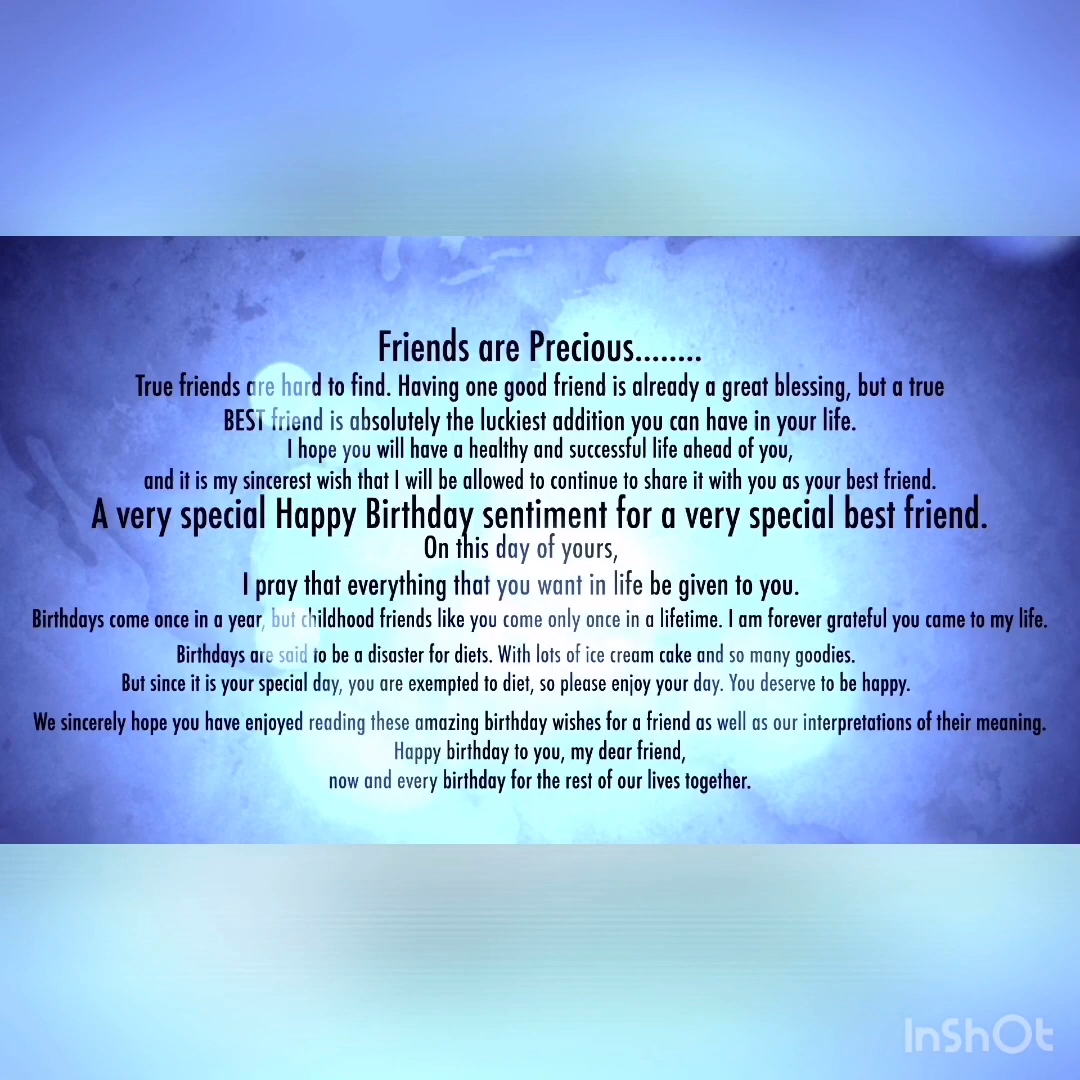 Friends are Precious........
True friends are hard to find. Having one good friend is already a great blessing, but a true
BEST friend is absolutely the luckiest addition you can have in your life.
I hope you will have a healthy and successful life ahead of you,
and it is my sincerest wish that I will be allowed to continue to share it with you as your best friend.
A very special Happy Birthday sentiment for a very special best friend.
On this day of yours,
I pray that everything that you want in life be given to you.
Birthdays come once in a year, but childhood friends like you come only once in a lifetime. I am forever grateful you came to my life.
Birthdays are said to be a disaster for diets. With lots of ice cream cake and so many goodies.
But since it is your special day, you are exempted to diet, so please enjoy your day. You deserve to be happy.
We sincerely hope you have enjoyed reading these amazing birthday wishes for a friend as well as our interpretations of their meaning.
Happy birthday to you, my dear friend,
now and every birthday for the rest of our lives together.
InShOt